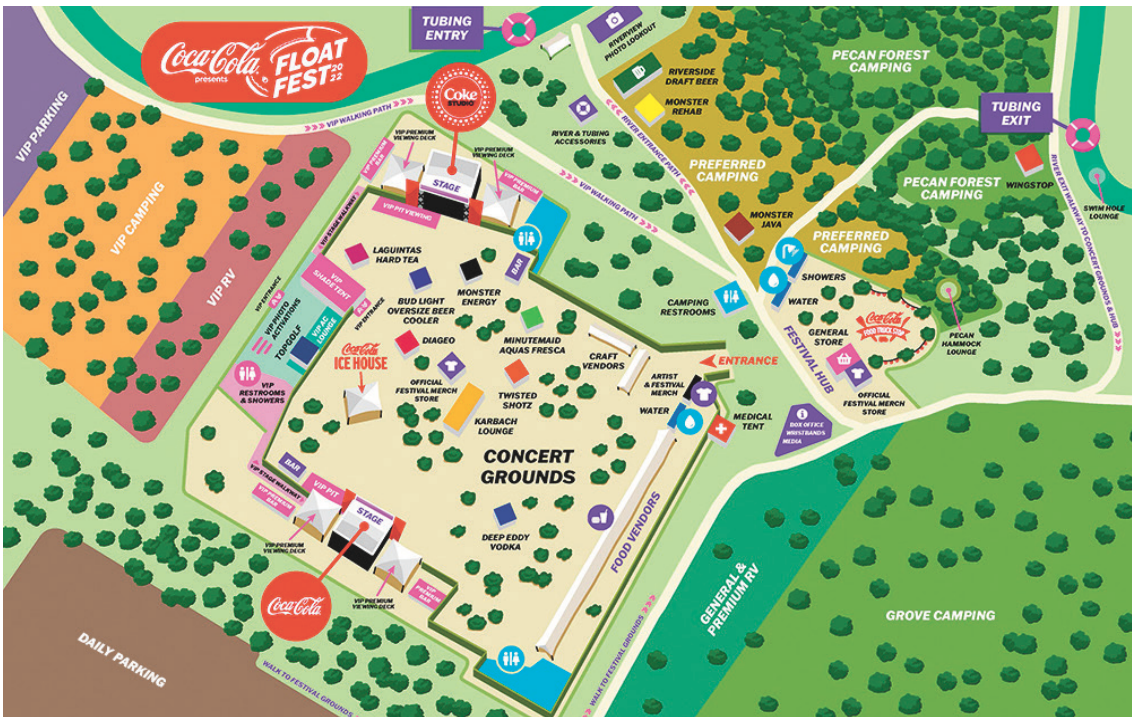 Coca-Cola
presents
FLOAT
FEST
20
22
TUBING
ENTRY
RIVERVIEW
PHOTO LOOKOUT
PECAN FOREST
CAMPING
VIP PARKING
>>> VIP WALKING PATH >>>
Coke
STUDIO
RIVERSIDE
DRAFT BEER
MONSTER
REHAB
RIVER & TUBING
ACCESSORIES
RIVER ENTRANCE PATH
TUBING
EXIT
VIP PREMIUM
VIEWING DECK
VIP PREMIUM
VIEWING DECK
VIP PREMIUM
BAR
VIP PREMIUM
BAR
STAGE
VIP PIT VIEWING
VIP WALKING PATH
PREFERRED
CAMPING
PECAN FOREST
CAMPING
WINGSTOP
SWIM HOLE
LOUNGE
RIVER EXIT WALKWAY TO CONCERT GROUNDS & HUB
VIP CAMPING
VIP RV
VIP STAGE WALKWAY
LAGUINTAS
HARD TEA
MONSTER
JAVA
PREFERRED
CAMPING
VIP
SHADE TENT
BAR
BUD LIGHT
OVERSIZE BEER
COOLER
MONSTER
ENERGY
SHOWERS
WATER
CAMPING
RESTROOMS
VIP ENTRANCE
VIP ENTRANCE
VIP PHOTO
ACTIVATIONS
TOPGOLF
VIP AC
LOUNGE
DIAGEO
MINUTEMAID
AQUAS FRESCA
GENERAL
STORE
Coca-Cola
FOOD TRUCK STOP
PECAN
HAMMOCK
LOUNGE
Coca-Cola
ICE HOUSE
CRAFT
VENDORS
ENTRANCE
FESTIVAL HUB
VIP
RESTROOMS
& SHOWERS
OFFICIAL
FESTIVAL MERCH
STORE
TWISTED
SHOTZ
ARTIST
& FESTIVAL
MERCH
OFFICIAL
FESTIVAL MERCH
STORE
KARBACH
LOUNGE
WATER
MEDICAL
TENT
BOX OFFICE
WRISTBANDS
MEDIA
CONCERT
GROUNDS
BAR
VIP STAGE WALKWAY
VIP PREMIUM
BAR
VIP PIT
STAGE
VIP PREMIUM
VIEWING DECK
DEEP EDDY
VODKA
FOOD VENDORS
Coca-Cola
VIP PREMIUM
VIEWING DECK
VIP PREMIUM
BAR
GENERAL &
PREMIUM RV
GROVE CAMPING
DAILY PARKING
WALK TO FESTIVAL GROUNDS
WALK TO FESTIVAL GROUNDS >>>